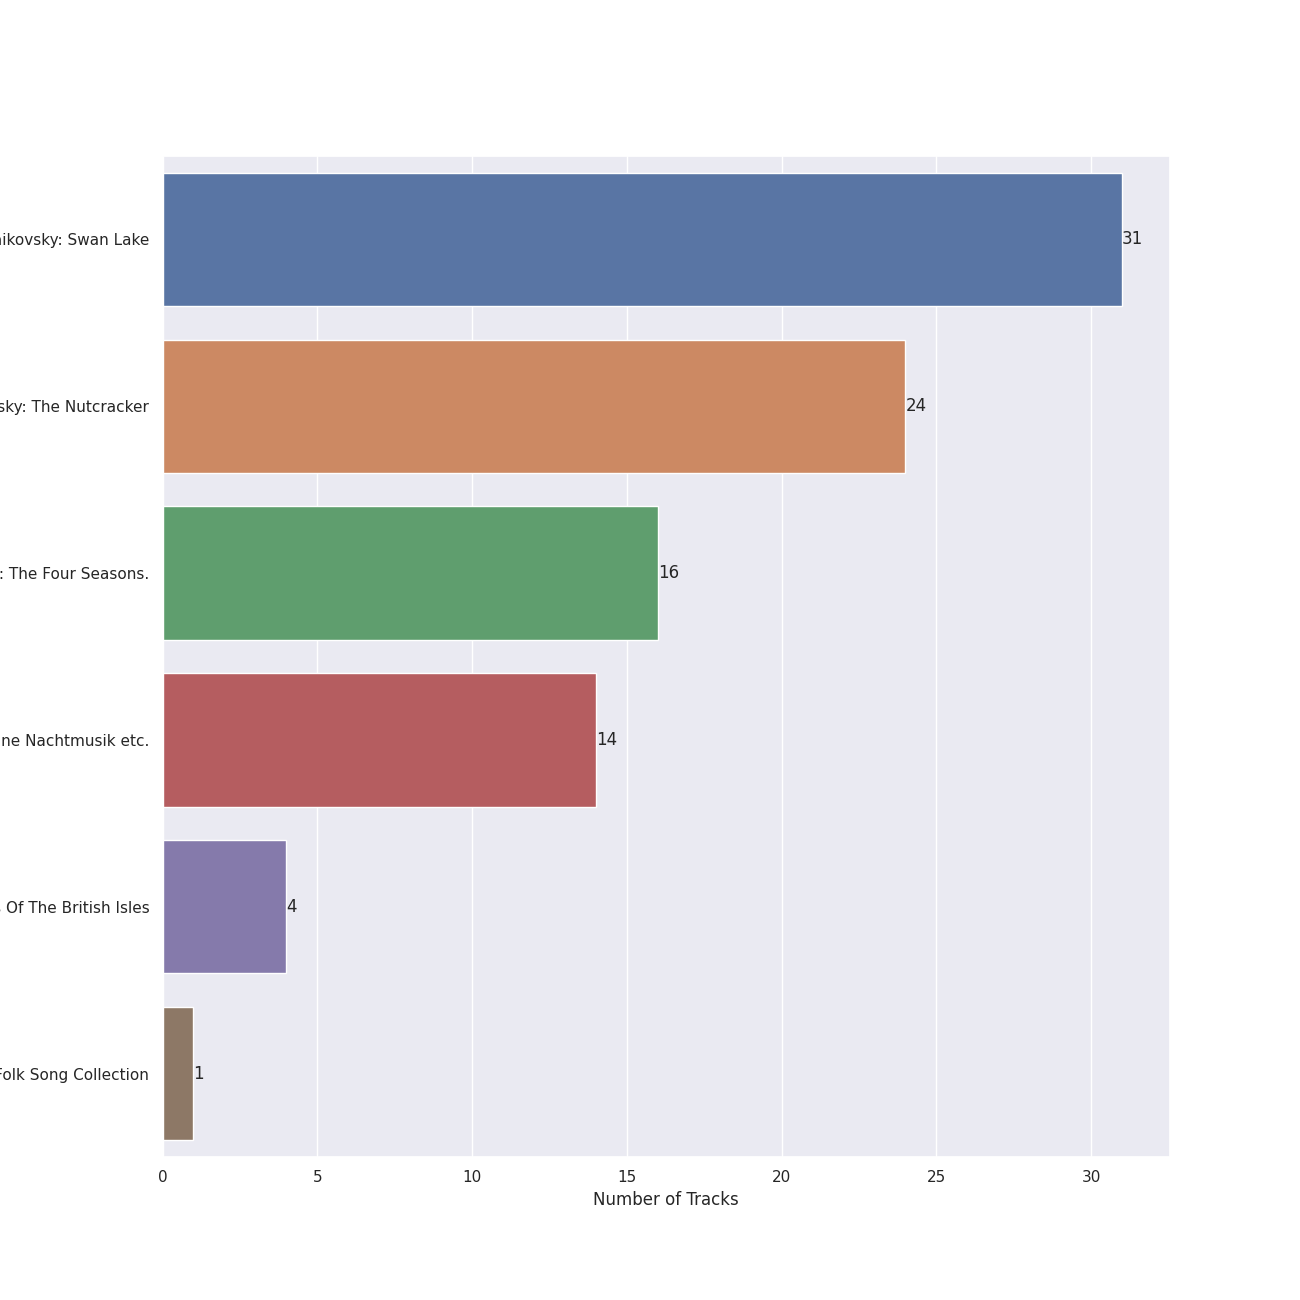 ikovsky: Swan Lake
31
sky: The Nutcracker
24
: The Four Seasons.
16
ne Nachtmusik etc.
14
Of The British Isles
4
Folk Song Collection
1
0 5 10 15 20 25 30
Number of Tracks